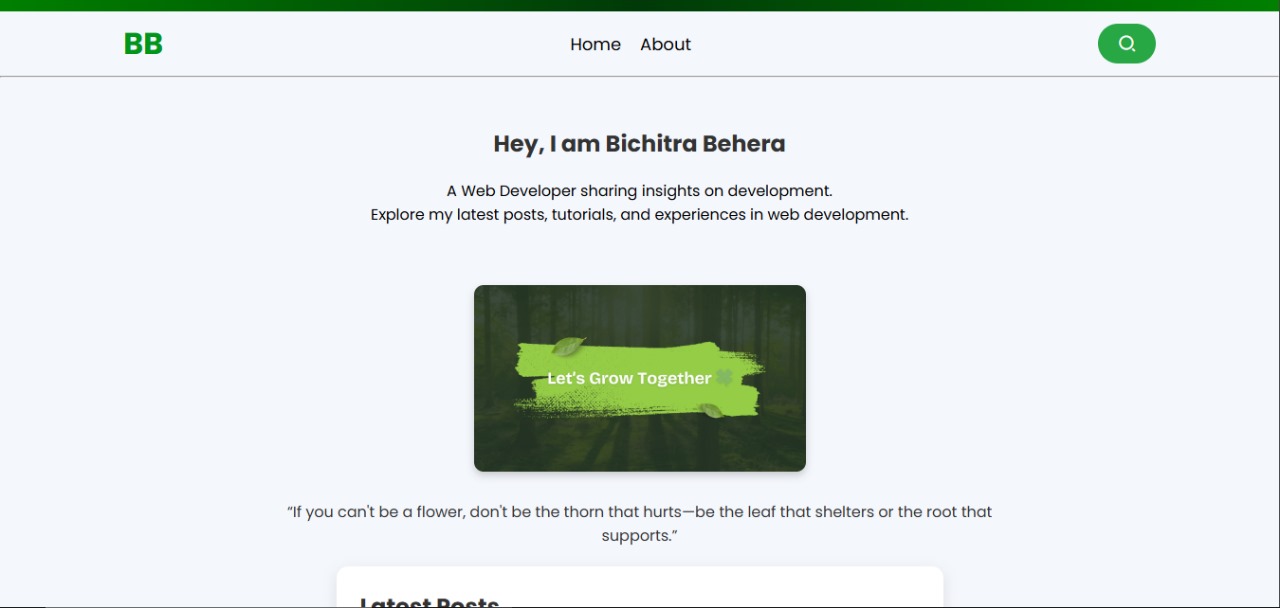 BB
Home About
Hey, I am Bichitra Behera
A Web Developer sharing insights on development.
Explore my latest posts, tutorials, and experiences in web development.
Let's Grow Together
“If you can't be a flower, don't be the thorn that hurts—be the leaf that shelters or the root that
supports.”
Latest Posts